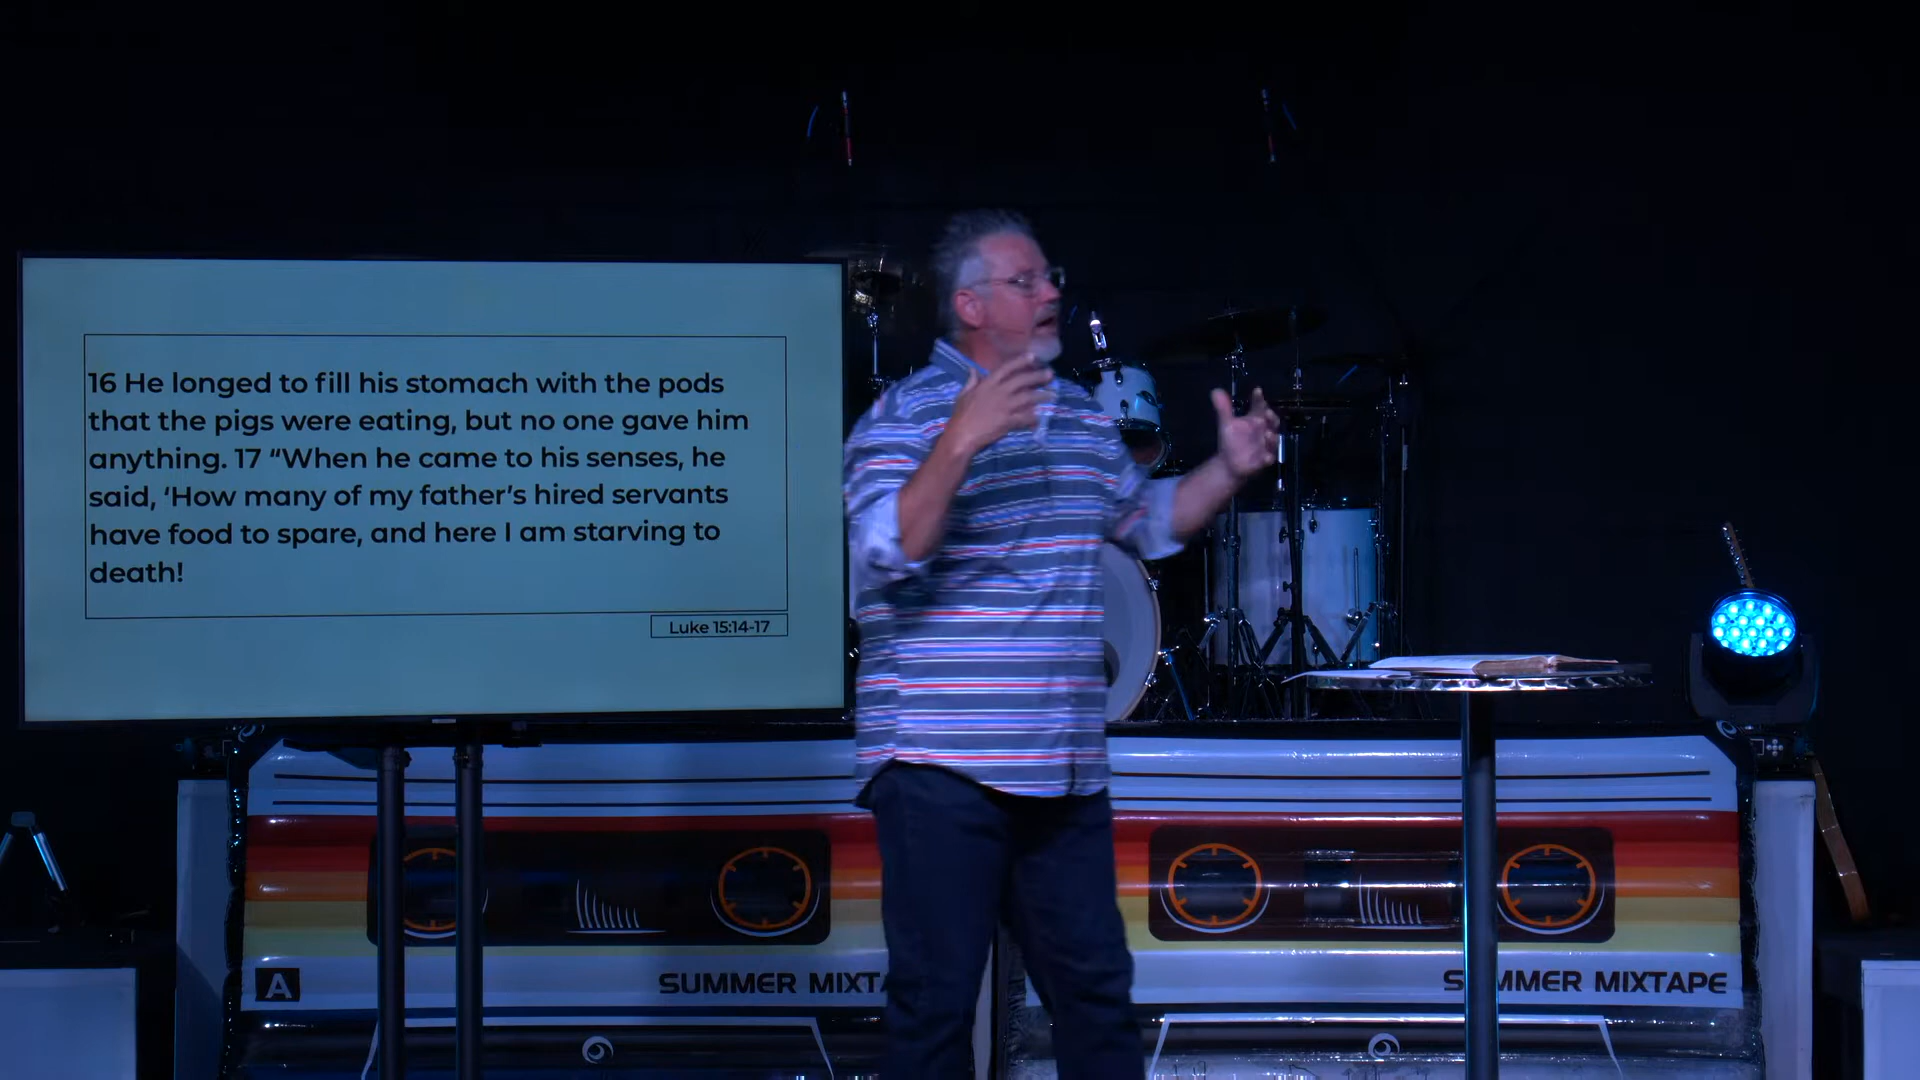 16 He longed to fill his stomach with the pods
that the pigs were eating, but no one gave him
anything. 17 “When he came to his senses, he
said, ‘How many of my father’s hired servants
have food to spare, and here I am starving to
death!
Luke 15:14-17
A
SUMMER MIXTA
SUMMER MIXTAPE